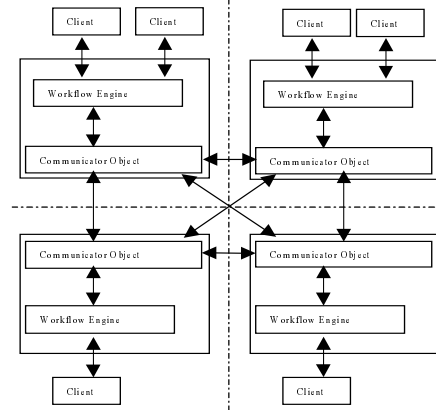 Client Client Client Client
Workflow Engine Workflow Engine
Communicator Object Communicator Object
Communicator Object Communicator Object
Workflow Engine Workflow Engine
Client Client